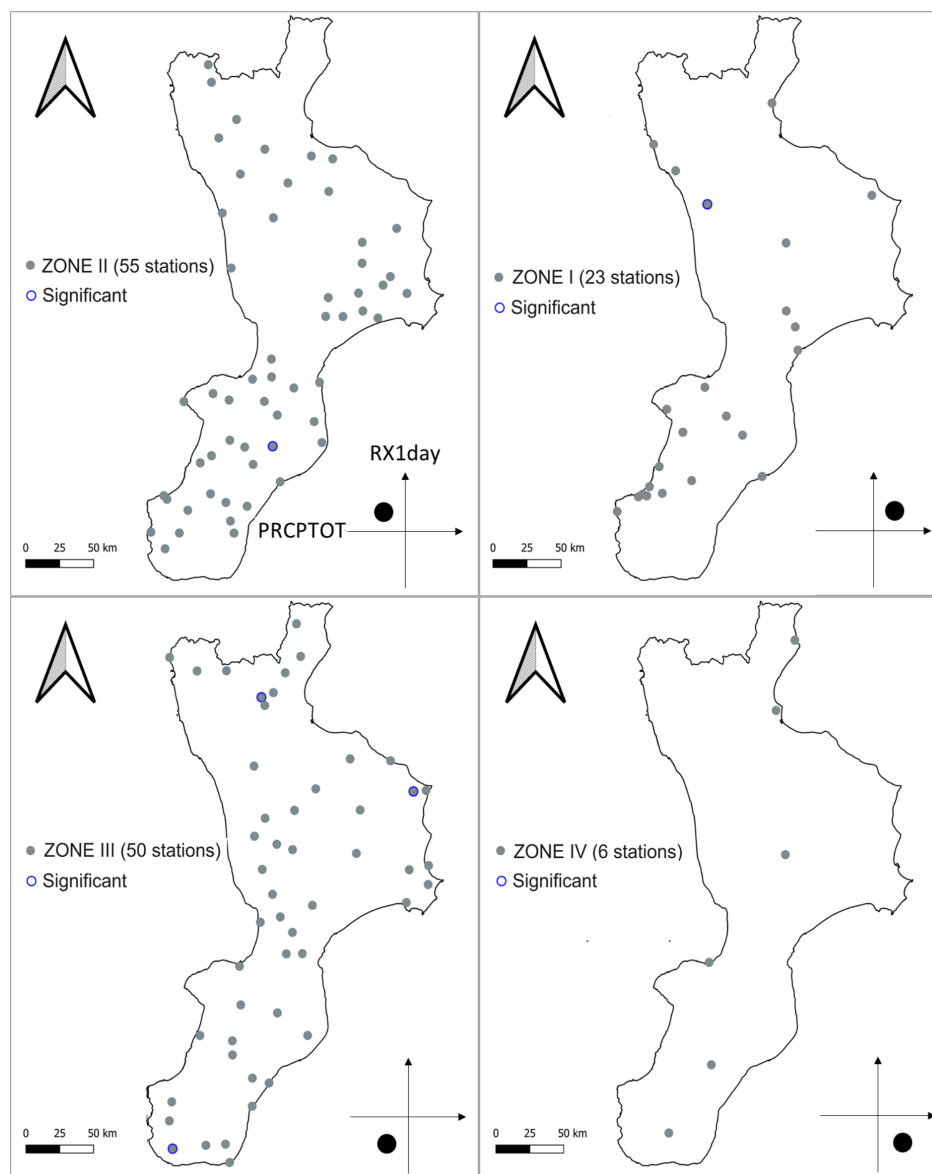 ZONE II (55 stations)
Significant
RX1day
PRCPTOT
0 25 50 km
ZONE I (23 stations)
Significant
0 25 50 km
ZONE III (50 stations)
Significant
0 25 50 km
ZONE IV (6 stations)
Significant
0 25 50 km